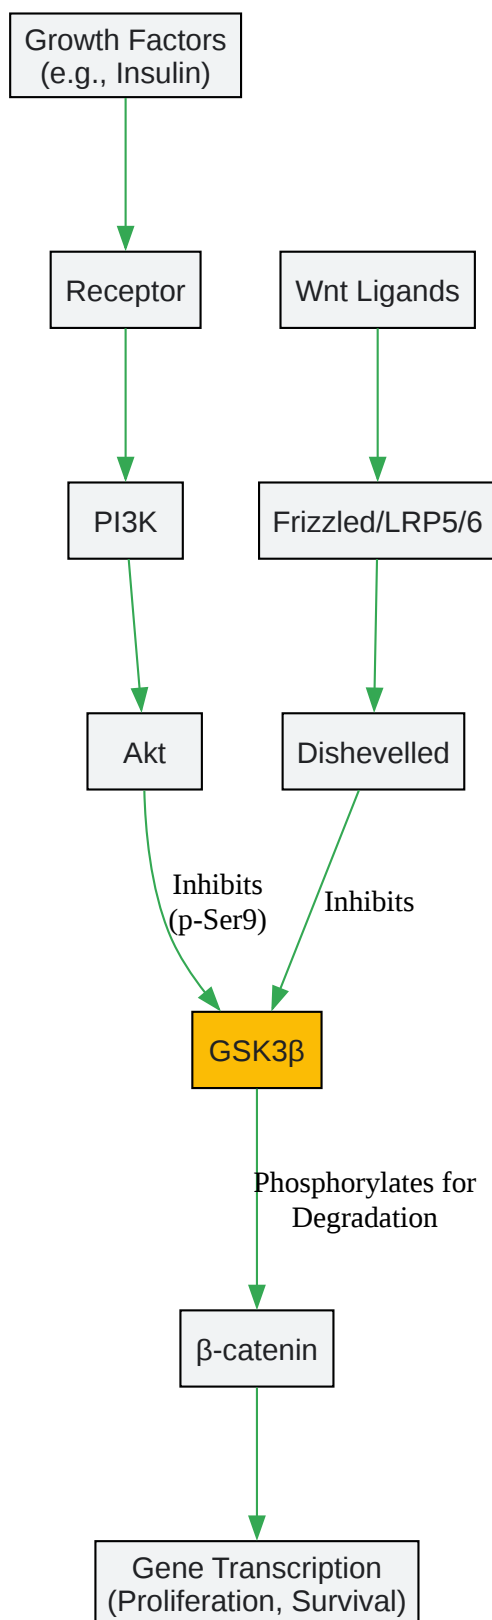 Growth Factors
(e.g., Insulin)
Receptor
Wnt Ligands
PI3K
Frizzled/LRP5/6
Akt
Dishevelled
Inhibits
(p-Ser9)
Inhibits
GSK3β
Phosphorylates for
Degradation
β-catenin
Gene Transcription
(Proliferation, Survival)